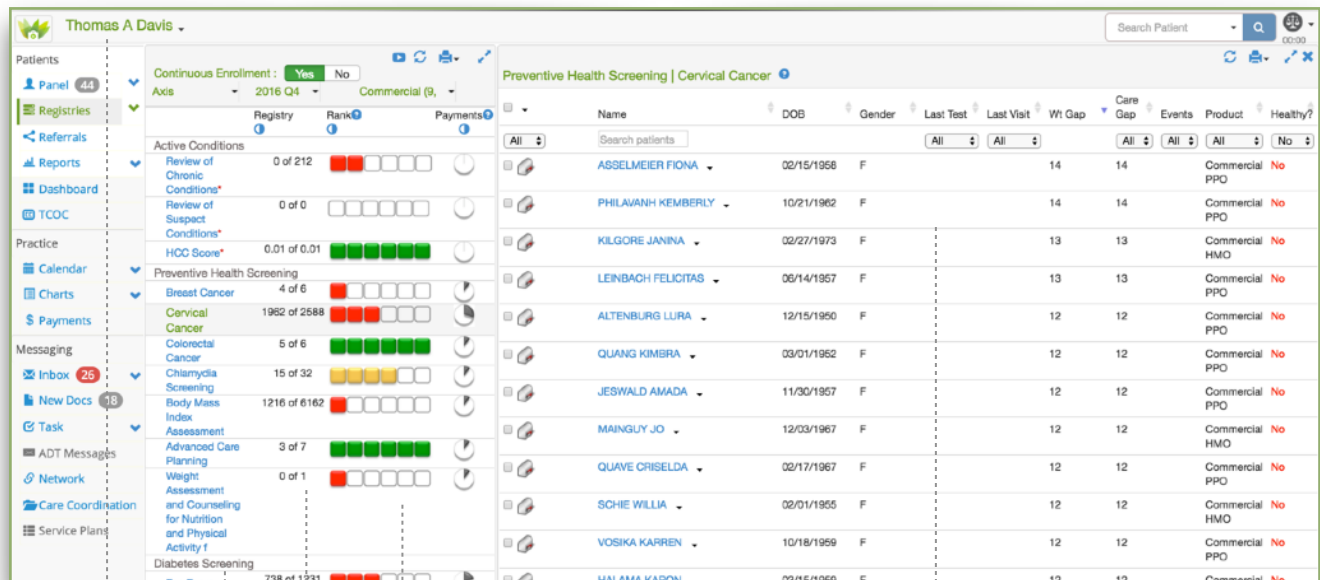 Thomas A Davis
Search Patient
00:00
Patients
Panel 44
Registries
Referrals
Reports
Dashboard
TCOC
Practice
Calendar
Charts
$ Payments
Messaging
Inbox 26
New Docs 18
Task
ADT Messages
Network
Care Coordination
Service Plans
Continuous Enrollment : Yes No
Axis 2016 Q4 Commercial (9,
Registry Rank Payments
Active Conditions
Review of 0 of 212
Chronic
Conditions*
Review of 0 of 0
Suspect
Conditions*
HCC Score* 0.01 of 0.01
Preventive Health Screening
Breast Cancer 4 of 6
Cervical 1962 of 2588
Cancer
Colorectal 5 of 6
Cancer
Chlamydia 15 of 32
Screening
Body Mass 1216 of 6162
Index
Assessment
Advanced Care 3 of 7
Planning
Weight 0 of 1
Assessment
and Counseling
for Nutrition
and Physical
Activity f
Diabetes Screening
738 of 1231
Preventive Health Screening | Cervical Cancer
Name DOB Gender Last Test Last Visit Wt Gap Care Gap Events Product Healthy?
All Search patients All All All All All No
ASSELMEIER FIONA 02/15/1958 F 14 14 Commercial PPO No
PHILAVANH KEMBERLY 10/21/1962 F 14 14 Commercial PPO No
KILGORE JANINA 02/27/1973 F 13 13 Commercial HMO No
LEINBACH FELICITAS 06/14/1957 F 13 13 Commercial PPO No
ALTENBURG LURA 12/15/1950 F 12 12 Commercial PPO No
QUANG KIMBRA 03/01/1952 F 12 12 Commercial PPO No
JESWALD AMADA 11/30/1957 F 12 12 Commercial PPO No
MAINGUY JO 12/03/1967 F 12 12 Commercial HMO No
QUAVE CRISELDA 02/17/1967 F 12 12 Commercial PPO No
SCHIE WILLIA 02/01/1955 F 12 12 Commercial HMO No
VOSIKA KARREN 10/18/1959 F 12 12 Commercial PPO No
HALAMA KARON 03/15/1959 F 12 12 Commercial No